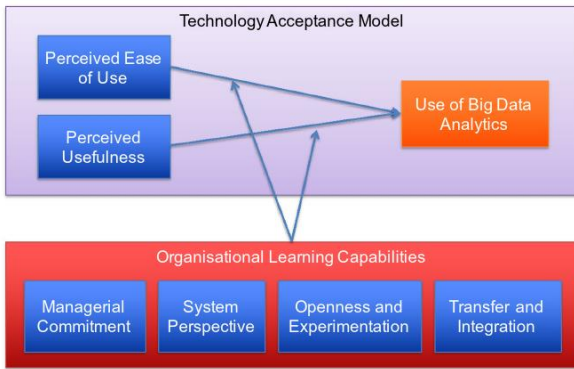 Technology Acceptance Model
Perceived Ease
of Use
Use of Big Data
Analytics
Perceived
Usefulness
Organisational Learning Capabilities
Managerial
Commitment
System
Perspective
Openness and
Experimentation
Transfer and
Integration